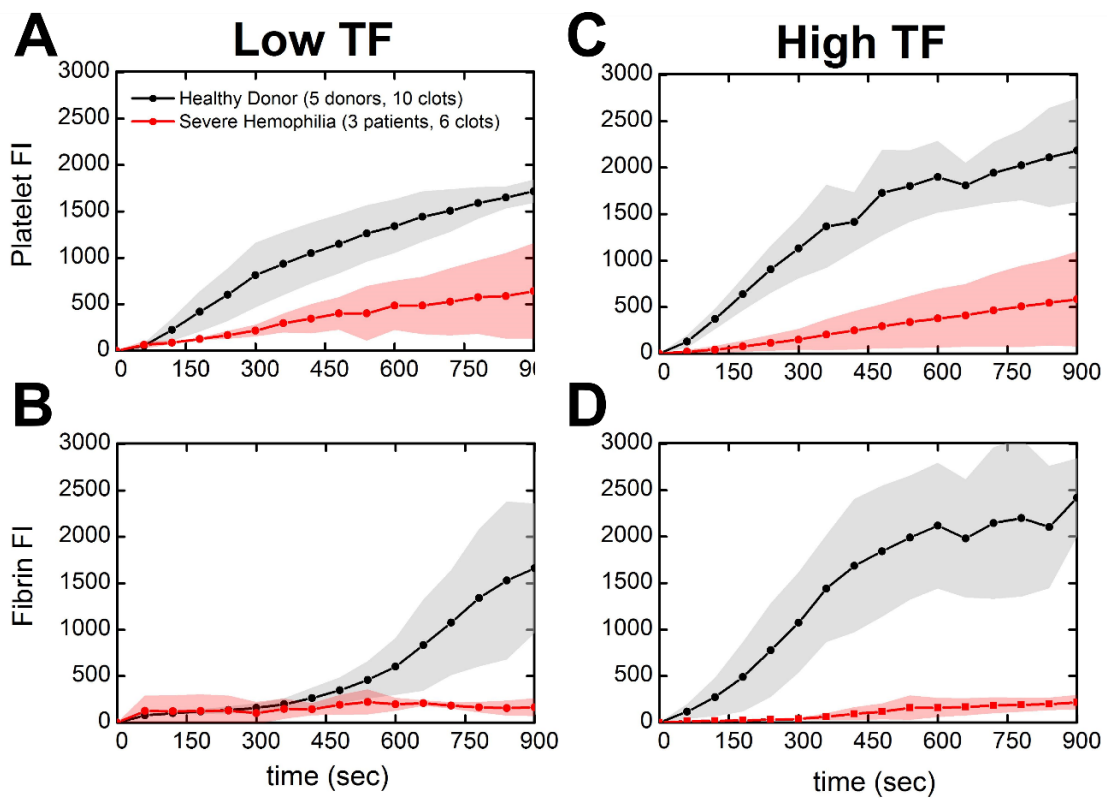 A Low TF
3000
2500
2000
1500
1000
500
0
Platelet FI
Healthy Donor (5 donors, 10 clots)
Severe Hemophilia (3 patients, 6 clots)
0 150 300 450 600 750 900
C High TF
3000
2500
2000
1500
1000
500
0
0 150 300 450 600 750 900
B
3000
2500
2000
1500
1000
500
0
Fibrin FI
0 150 300 450 600 750 900
time (sec)
D
3000
2500
2000
1500
1000
500
0
0 150 300 450 600 750 900
time (sec)